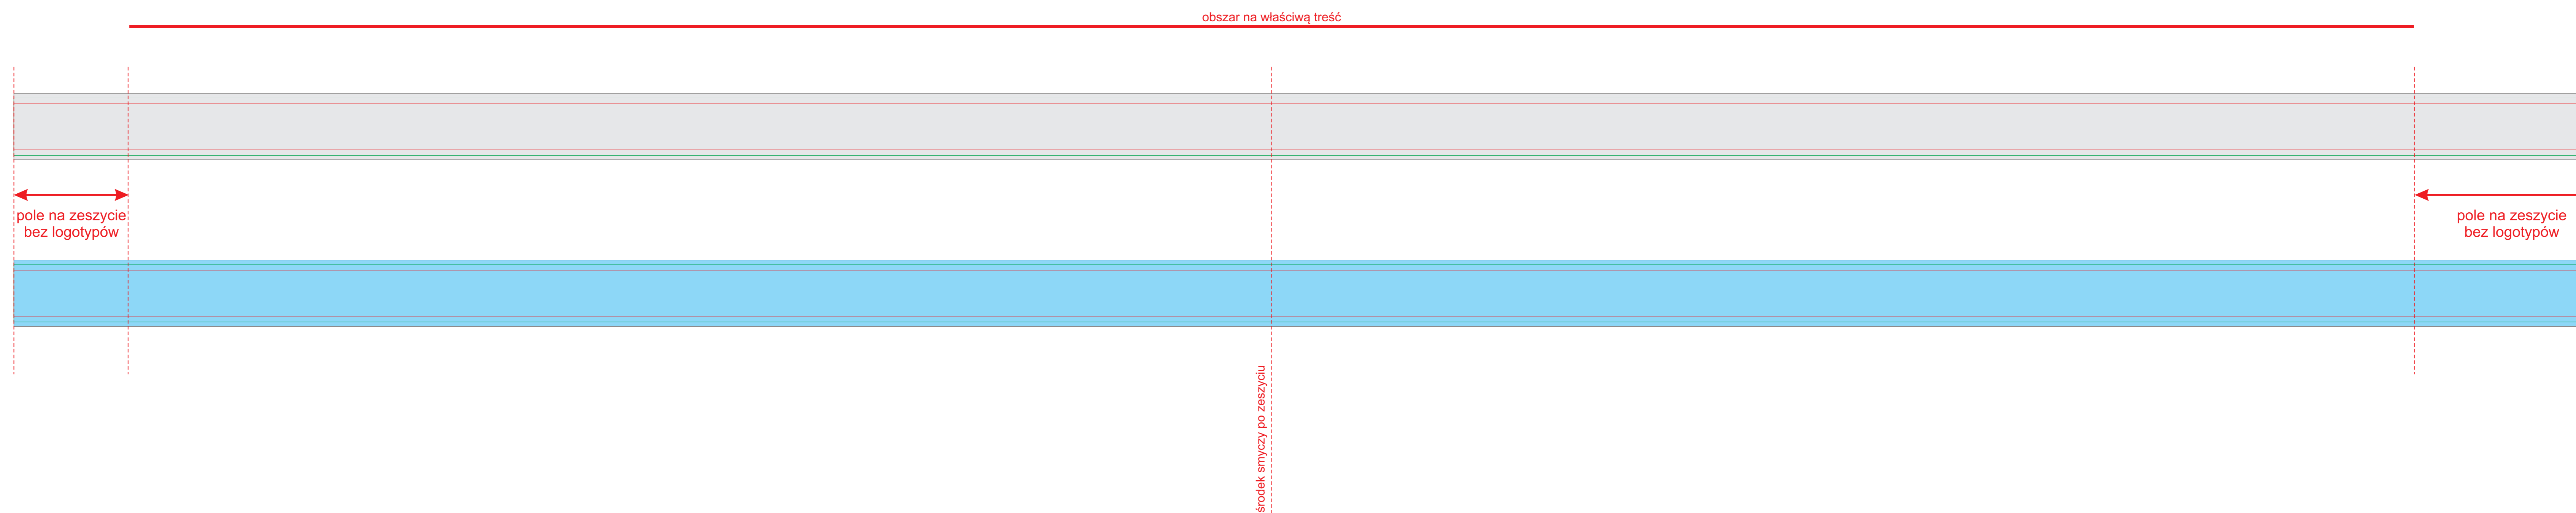 obszar na właściwą treść
pole na zeszycie
bez logotypów
pole na zeszycie
bez logotypów
środek smyczy po zeszyciu